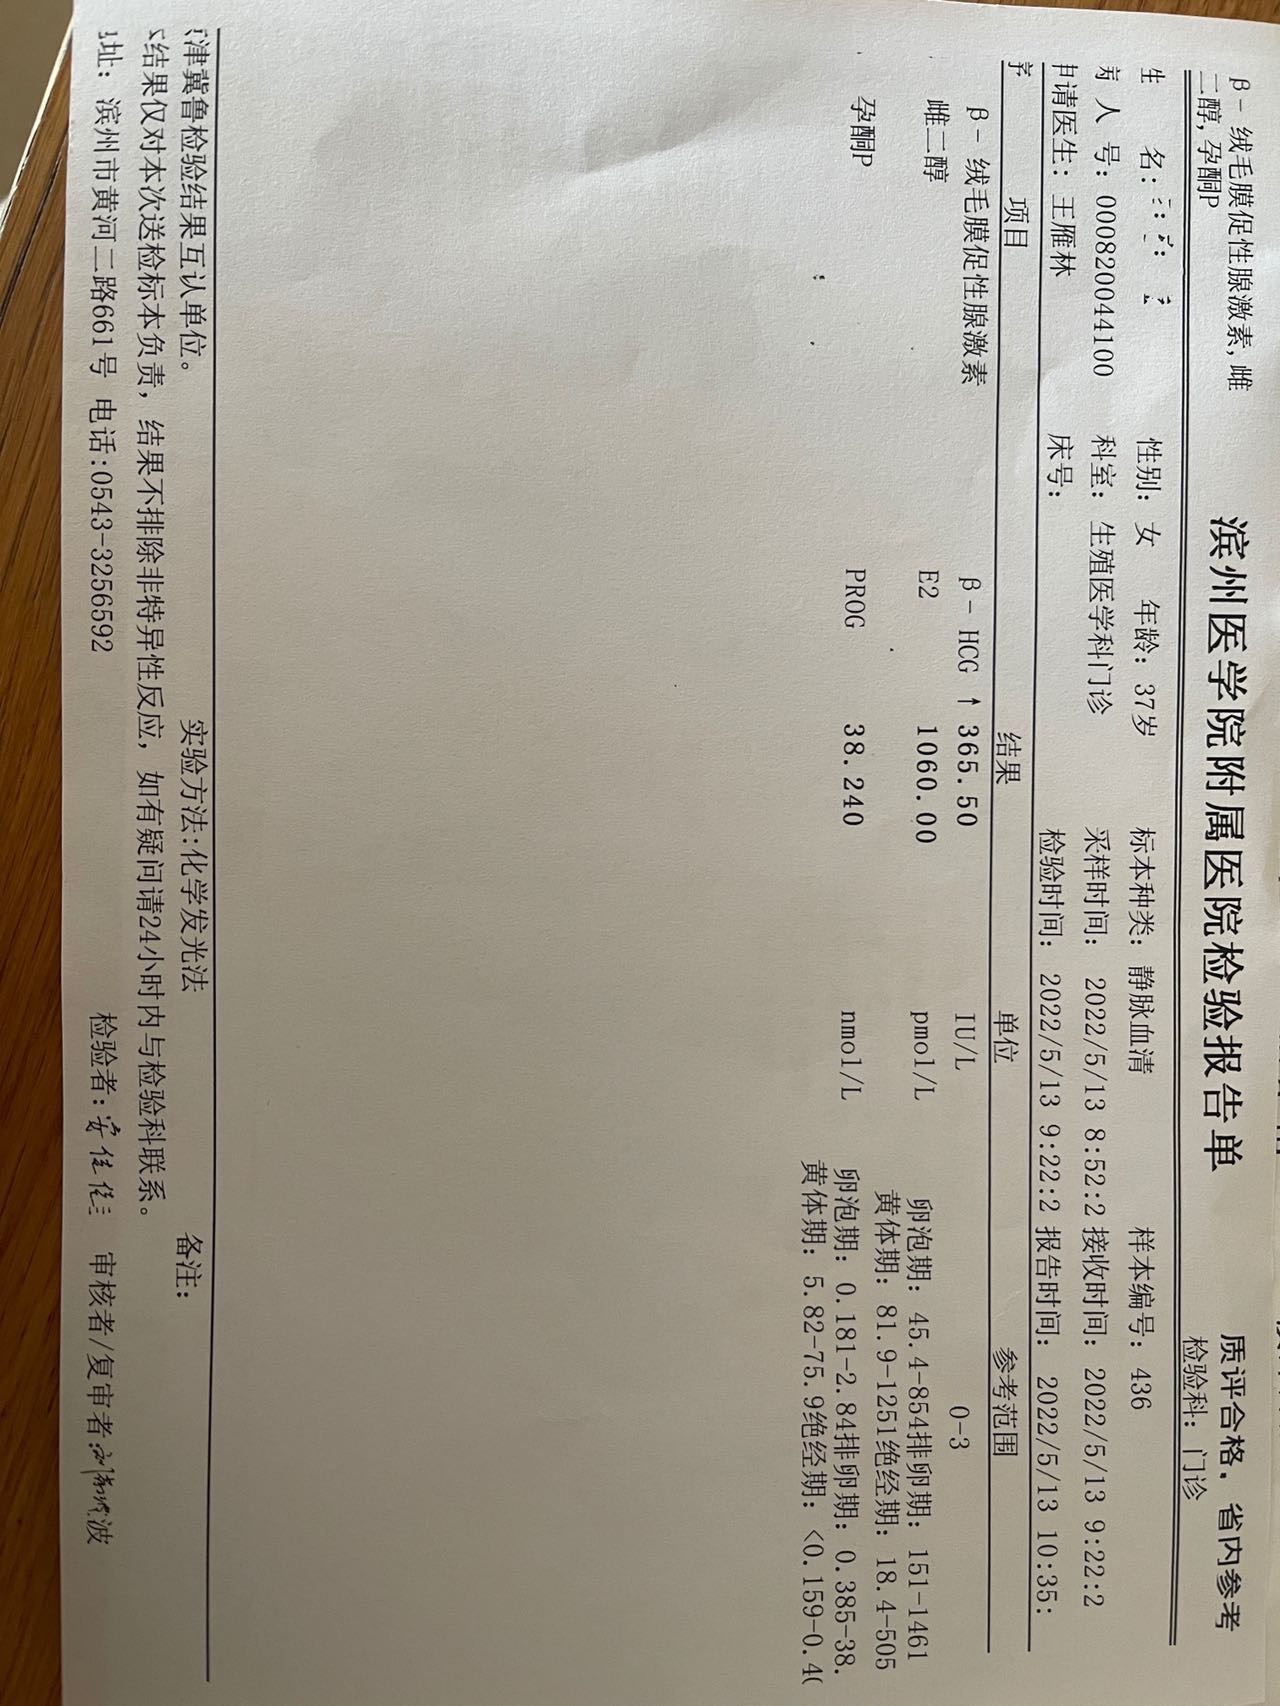 β-绒毛膜促性腺激素,雌
二醇,孕酮P
滨州医学院附属医院检验报告单
质评合格，省内参考
检验科: 门诊
名: 性别: 女 年龄: 37岁 标本种类: 静脉血清 样本编号: 436
人 号: 000820044100 科室: 生殖医学科门诊 采样时间: 2022/5/13 8:52:2 接收时间: 2022/5/13 9:22:2
请医生: 王雁林 床号: 检验时间: 2022/5/13 9:22:2 报告时间: 2022/5/13 10:35:
项目 结果 单位 参考范围
β-绒毛膜促性腺激素 β-HCG ↑ 365.50 IU/L 0-3
雌二醇 E2 1060.00 pmol/L 卵泡期: 45.4-854排卵期: 151-1461
黄体期: 81.9-1251绝经期: 18.4-505
孕酮P PROG 38.240 nmol/L 卵泡期: 0.181-2.84排卵期: 0.385-38.
黄体期: 5.82-75.9绝经期: <0.159-0.4
津冀鲁检验结果互认单位。 实验方法:化学发光法 备注:
结果仅对本次送检标本负责，结果不排除非特异性反应，如有疑问请24小时内与检验科联系。
址: 滨州市黄河二路661号 电话:0543-3256592 检验者: 审核者/复审者: 波